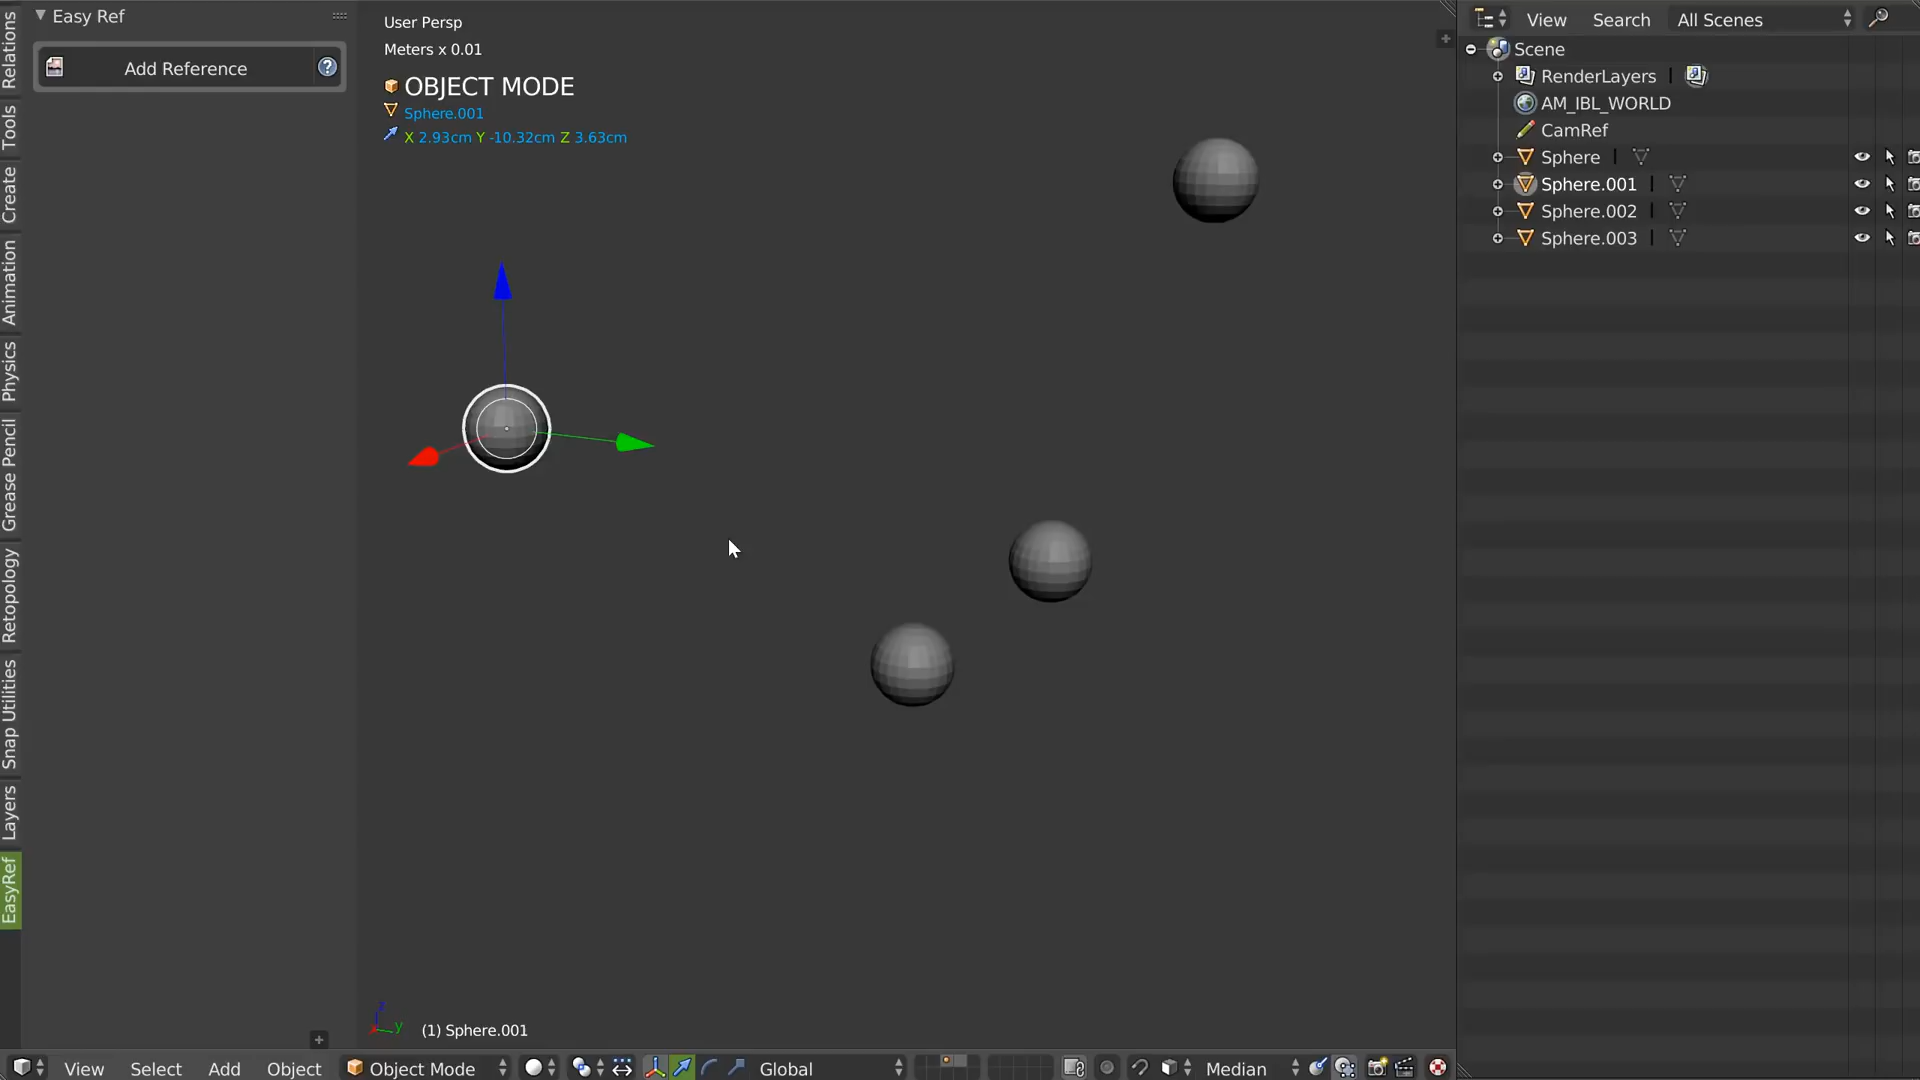 Easy Ref
Add Reference
Relations
Tools
Create
Animation
Physics
Grease Pencil
Retopology
Snap Utilities
Layers
EasyRef
User Persp
Meters x 0.01
OBJECT MODE
Sphere.001
X 2.93cm Y -10.32cm Z 3.63cm
z
y
(1) Sphere.001
View Select Add Object Object Mode Global Median
View Search All Scenes
Scene
RenderLayers
AM_IBL_WORLD
CamRef
Sphere
Sphere.001
Sphere.002
Sphere.003